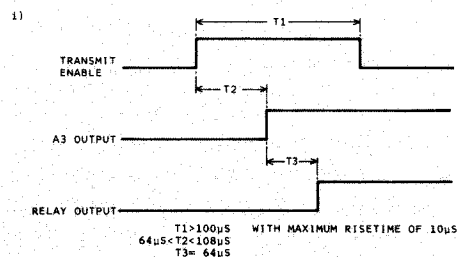 i)
T1
TRANSMIT
ENABLE
T2
A3 OUTPUT
T3
RELAY OUTPUT
T1>100µS WITH MAXIMUM RISETIME OF 10µS
64µS<T2<108µS
T3= 64µS